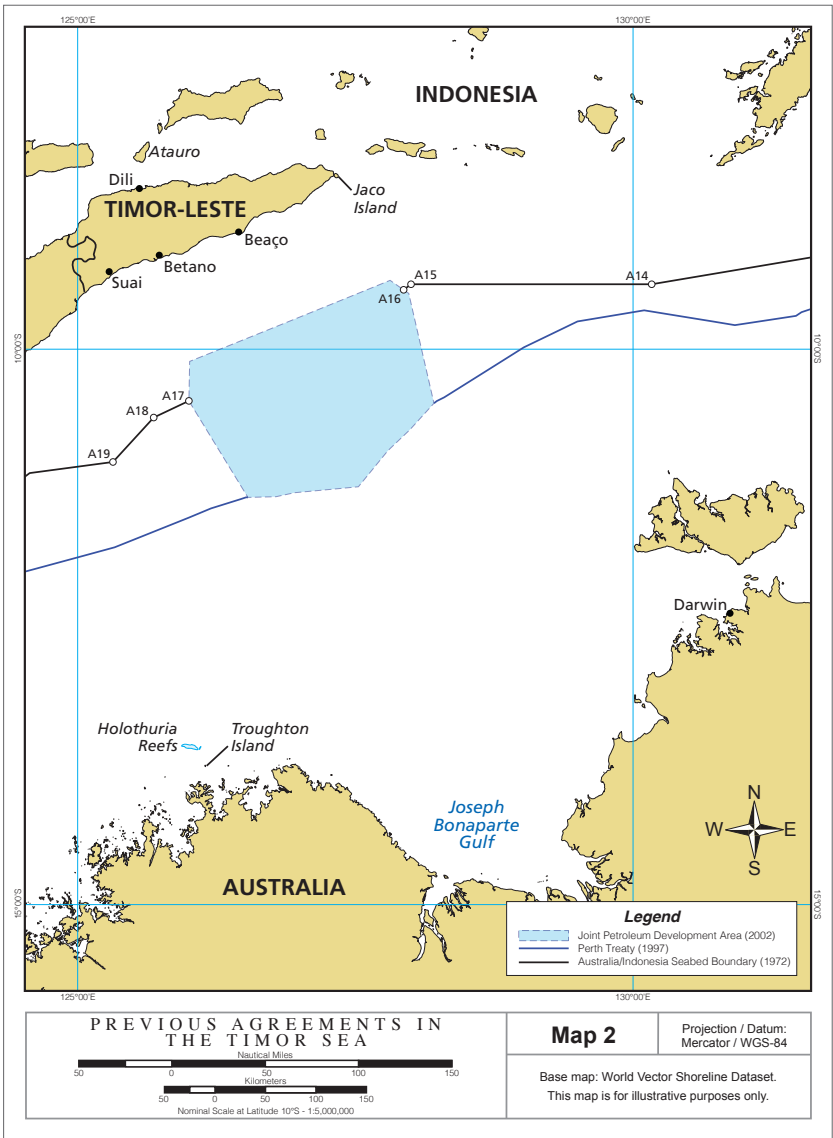 125°00'E
130°00'E
INDONESIA
Atauro
Dili
Jaco
Island
TIMOR-LESTE
Beaço
Betano
Suai
A15
A14
A16
10°00'S
10°00'S
A17
A18
A19
Darwin
Holothuria
Reefs
Troughton
Island
Joseph
Bonaparte
Gulf
N
W
E
S
AUSTRALIA
15°00'S
15°00'S
Legend
Joint Petroleum Development Area (2002)
Perth Treaty (1997)
Australia/Indonesia Seabed Boundary (1972)
125°00'E
130°00'E
PREVIOUS AGREEMENTS IN
THE TIMOR SEA
Nautical Miles
50 0 50 100 150
Kilometers
50 0 50 100 150
Nominal Scale at Latitude 10°S - 1:5,000,000
Map 2
Projection / Datum:
Mercator / WGS-84
Base map: World Vector Shoreline Dataset.
This map is for illustrative purposes only.